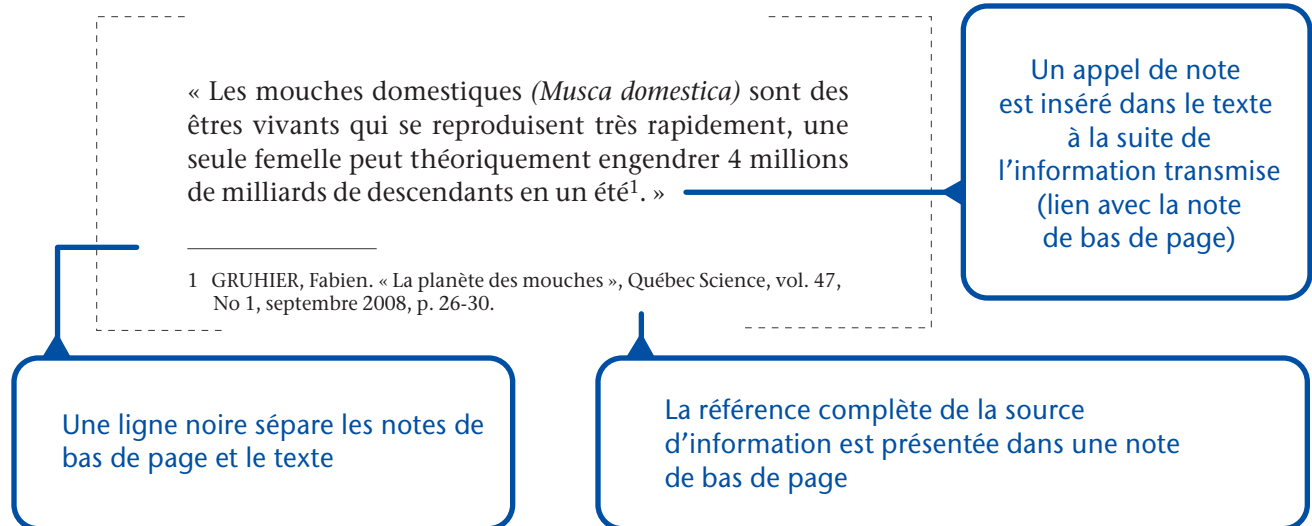 « Les mouches domestiques (Musca domestica) sont des
êtres vivants qui se reproduisent très rapidement, une
seule femelle peut théoriquement engendrer 4 millions
de milliards de descendants en un été¹. »
1 GRUHIER, Fabien. « La planète des mouches », Québec Science, vol. 47,
No 1, septembre 2008, p. 26-30.
Un appel de note
est inséré dans le texte
à la suite de
l’information transmise
(lien avec la note
de bas de page)
Une ligne noire sépare les notes de
bas de page et le texte
La référence complète de la source
d’information est présentée dans une note
de bas de page